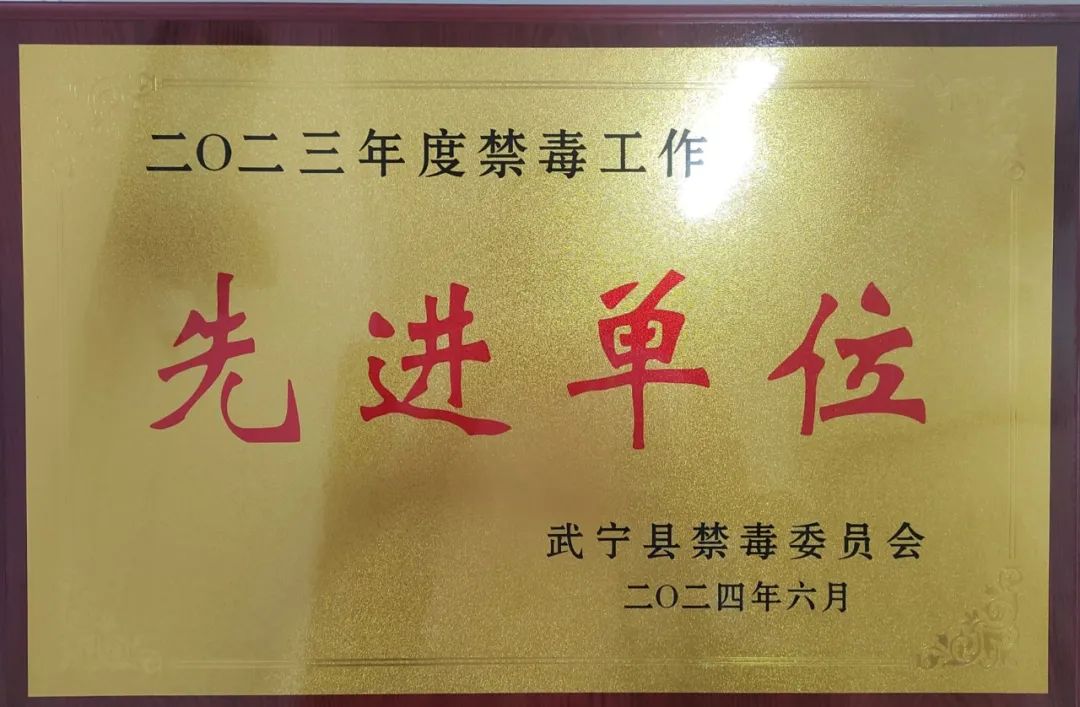 二〇二三年度禁毒工作
先进单位
武宁县禁毒委员会
二〇二四年六月